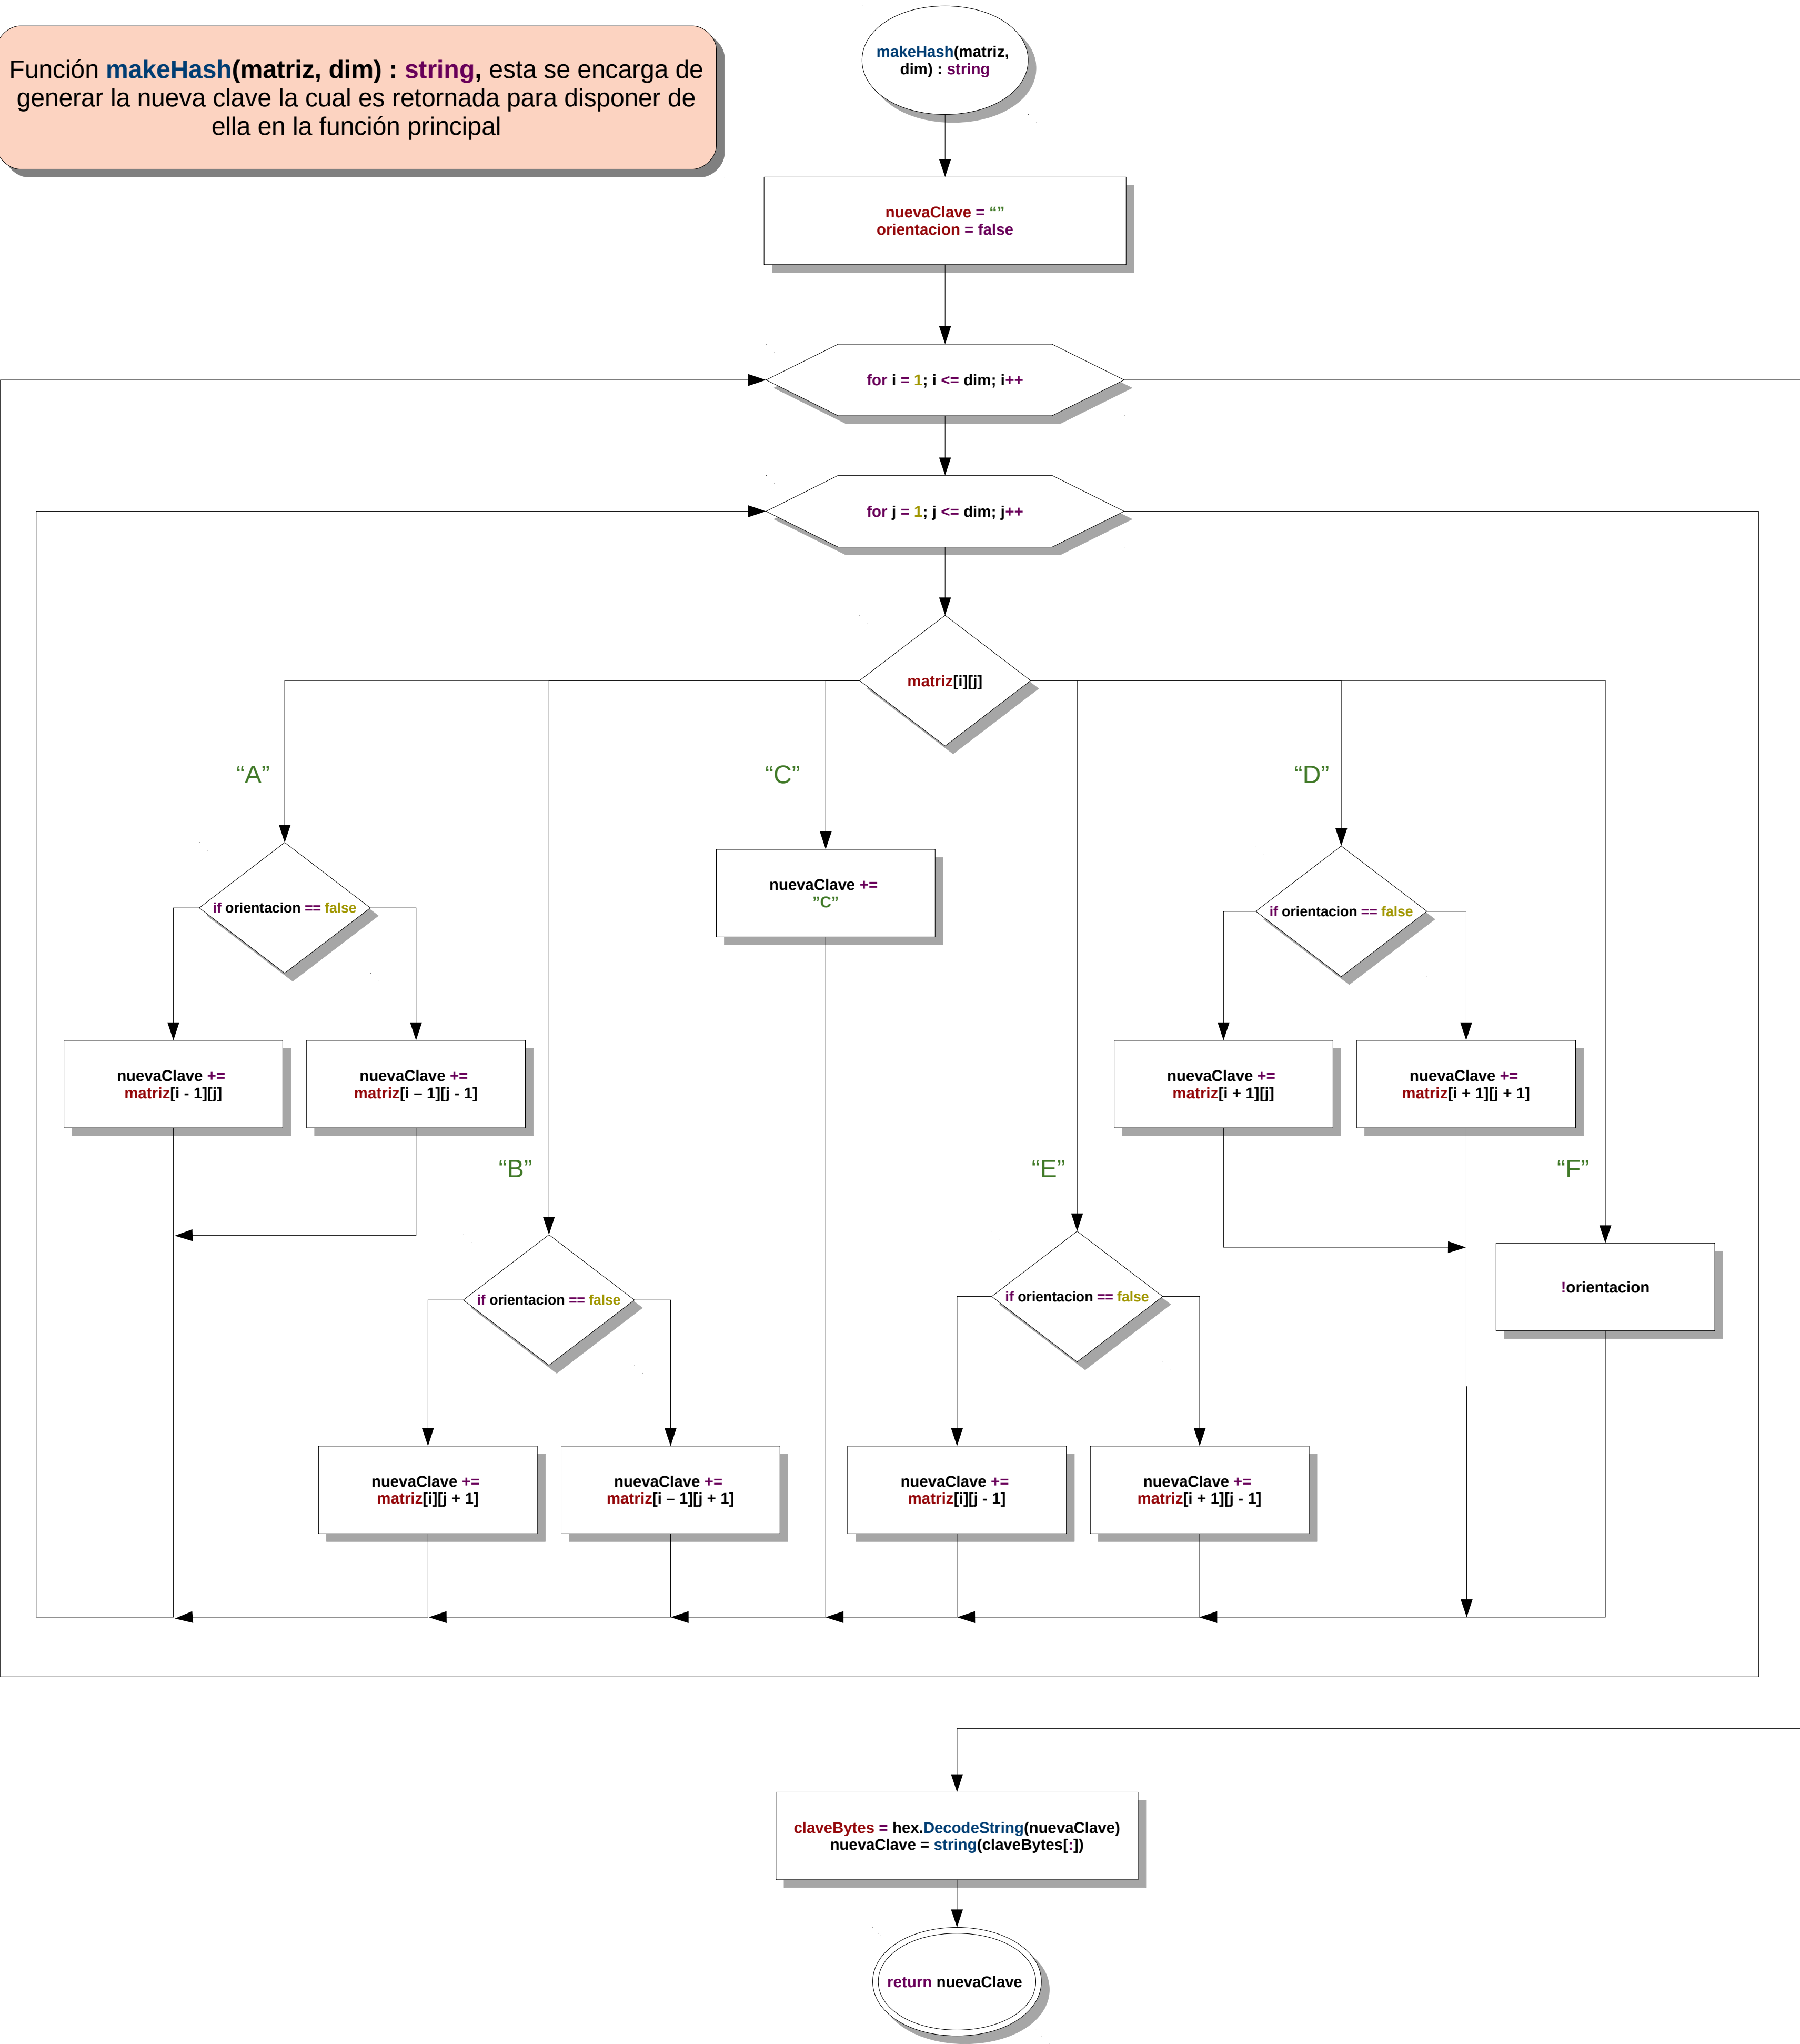 Función makeHash(matriz, dim) : string, esta se encarga de
generar la nueva clave la cual es retornada para disponer de
ella en la función principal
makeHash(matriz,
dim) : string
nuevaClave = “”
orientacion = false
for i = 1; i <= dim; i++
for j = 1; j <= dim; j++
matriz[i][j]
“A”
“C”
“D”
if orientacion == false
nuevaClave +=
”C”
if orientacion == false
nuevaClave +=
matriz[i - 1][j]
nuevaClave +=
matriz[i – 1][j - 1]
nuevaClave +=
matriz[i + 1][j]
nuevaClave +=
matriz[i + 1][j + 1]
“B”
“E”
“F”
if orientacion == false
if orientacion == false
!orientacion
nuevaClave +=
matriz[i][j + 1]
nuevaClave +=
matriz[i – 1][j + 1]
nuevaClave +=
matriz[i][j - 1]
nuevaClave +=
matriz[i + 1][j - 1]
claveBytes = hex.DecodeString(nuevaClave)
nuevaClave = string(claveBytes[:])
return nuevaClave